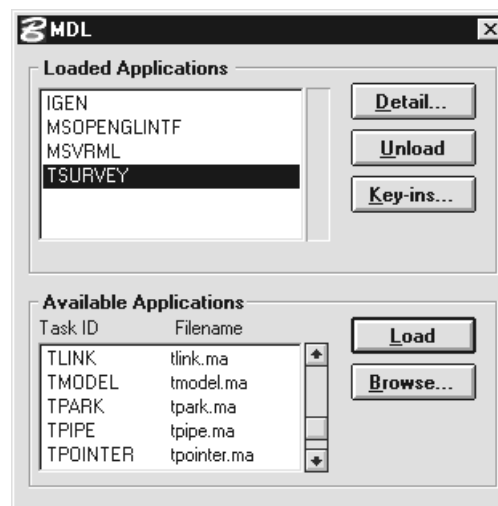 MDL
Loaded Applications
IGEN
MSOPENGLINTF
MSVRML
TSURVEY
Detail...
Unload
Key-ins...
Available Applications
Task ID Filename
TLINK tlink.ma
TMODEL tmodel.ma
TPARK tpark.ma
TPIPE tpipe.ma
TPOINTER tpointer.ma
Load
Browse...